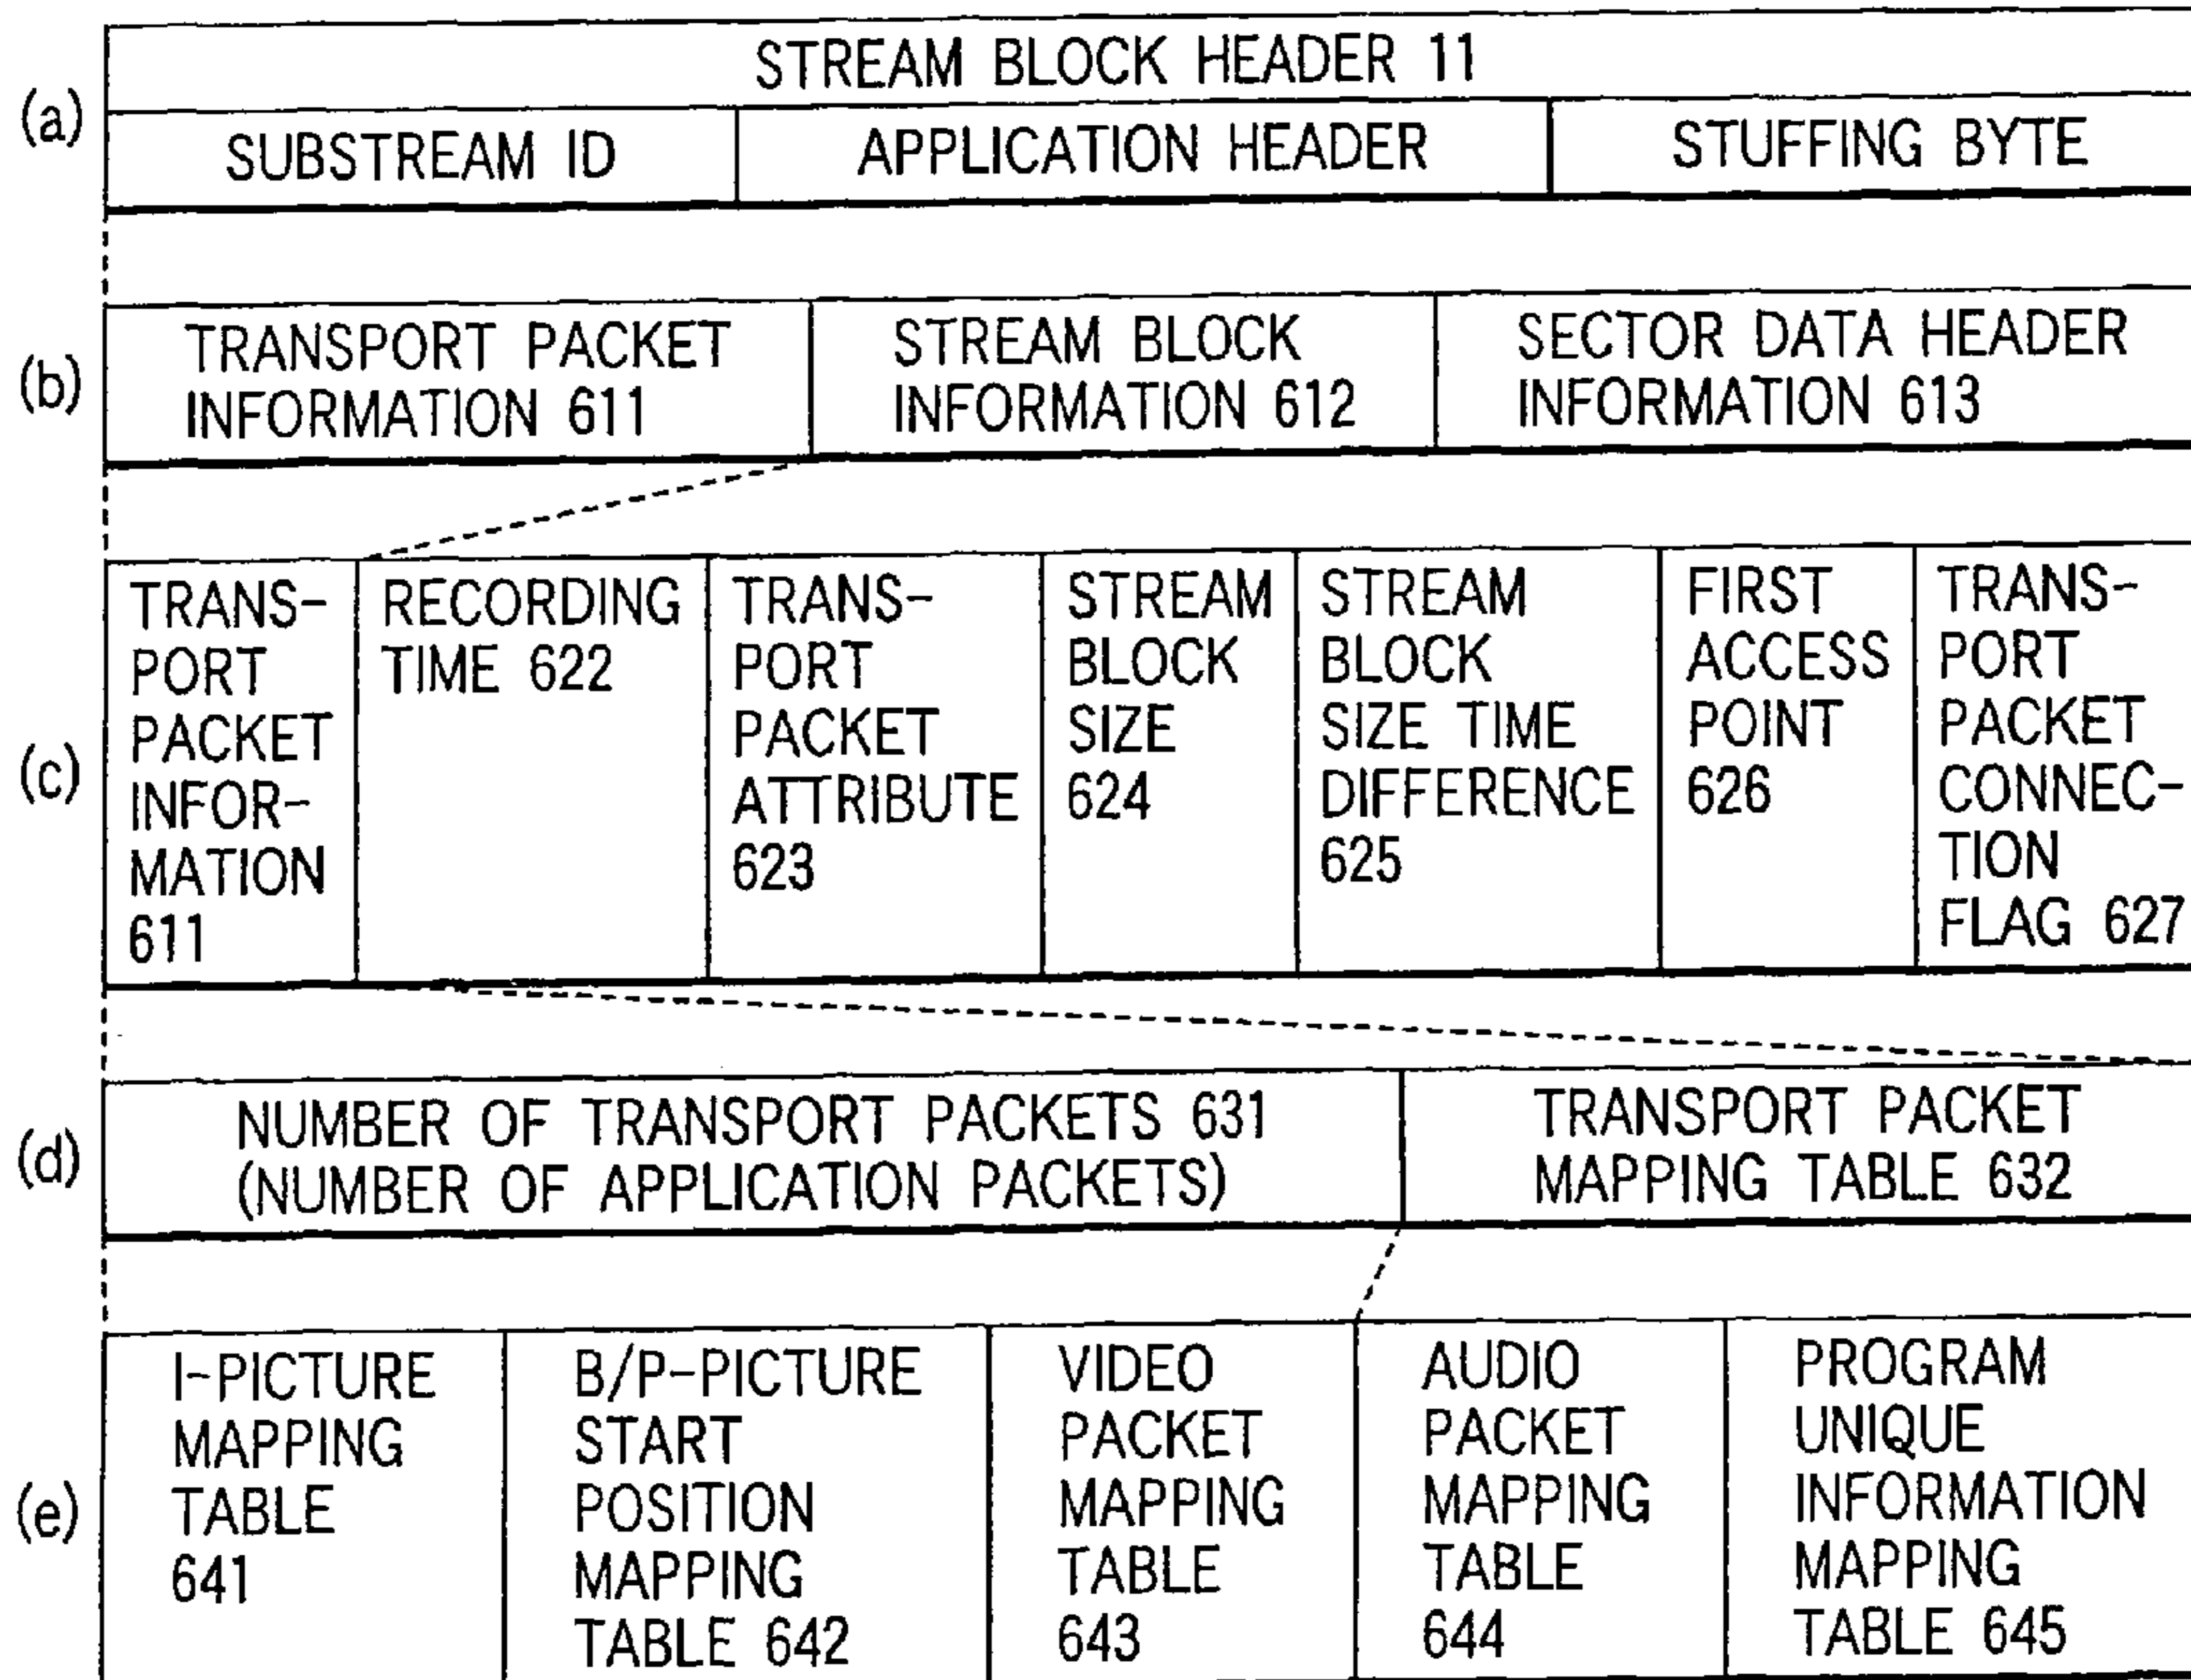 (a)
STREAM BLOCK HEADER 11
SUBSTREAM ID
APPLICATION HEADER
STUFFING BYTE
(b)
TRANSPORT PACKET
INFORMATION 611
STREAM BLOCK
INFORMATION 612
SECTOR DATA HEADER
INFORMATION 613
(c)
TRANS-
PORT
PACKET
INFOR-
MATION
611
RECORDING
TIME 622
TRANS-
PORT
PACKET
ATTRIBUTE
623
STREAM
BLOCK
SIZE
624
STREAM
BLOCK
SIZE TIME
DIFFERENCE
625
FIRST
ACCESS
POINT
626
TRANS-
PORT
PACKET
CONNEC-
TION
FLAG 627
(d)
NUMBER OF TRANSPORT PACKETS 631
(NUMBER OF APPLICATION PACKETS)
TRANSPORT PACKET
MAPPING TABLE 632
(e)
I-PICTURE
MAPPING
TABLE
641
B/P-PICTURE
START
POSITION
MAPPING
TABLE 642
VIDEO
PACKET
MAPPING
TABLE
643
AUDIO
PACKET
MAPPING
TABLE
644
PROGRAM
UNIQUE
INFORMATION
MAPPING
TABLE 645